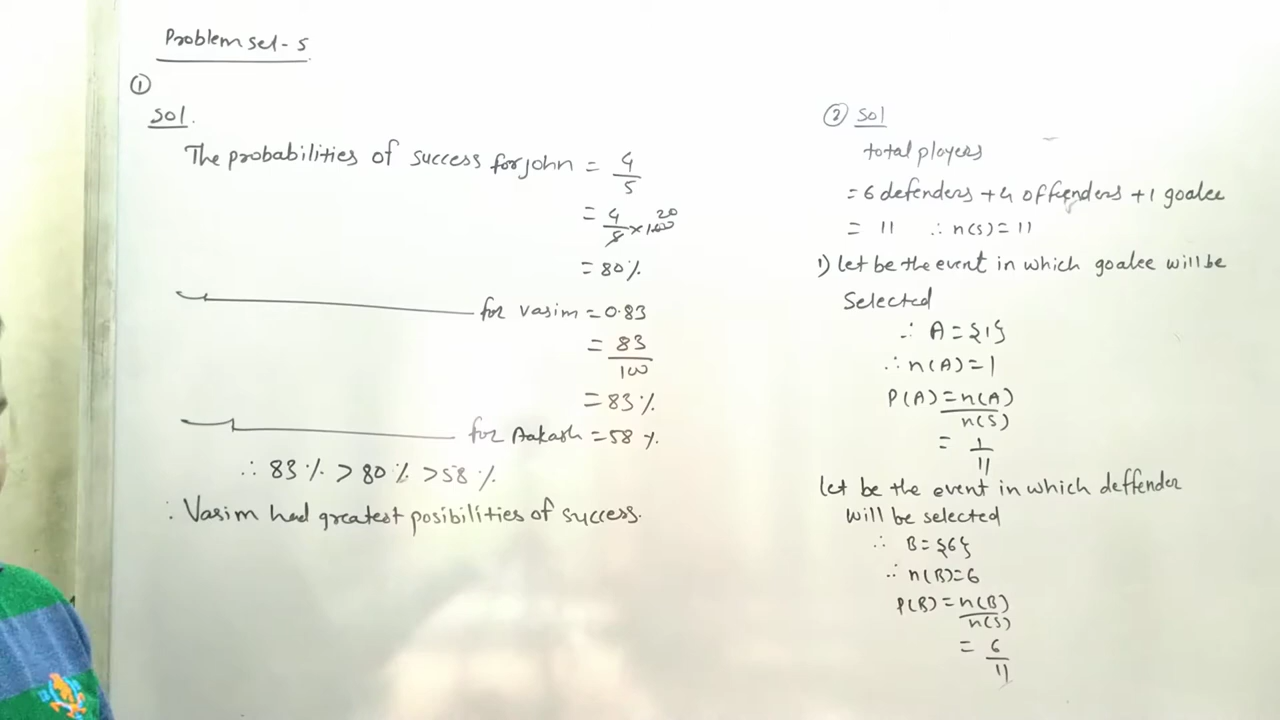 Problem set - 5
①
Sol.
The probabilities of success for john = 4/5
= 4/5 × 100 20
= 80%
for vasim = 0.83
= 83/100
= 83%
for Aakash = 58%
∴ 83% > 80% > 58%
∴ Vasim had greatest posibilities of success.
② Sol
total players
= 6 defenders + 4 offenders + 1 goalee
= 11 ∴ n(S) = 11
1) let be the event in which goalee will be
Selected
∴ A = {1}
∴ n(A) = 1
P(A) = n(A)/n(S)
= 1/11
let be the event in which deffender
will be selected
∴ B = {6}
∴ n(B) = 6
P(B) = n(B)/n(S)
= 6/11